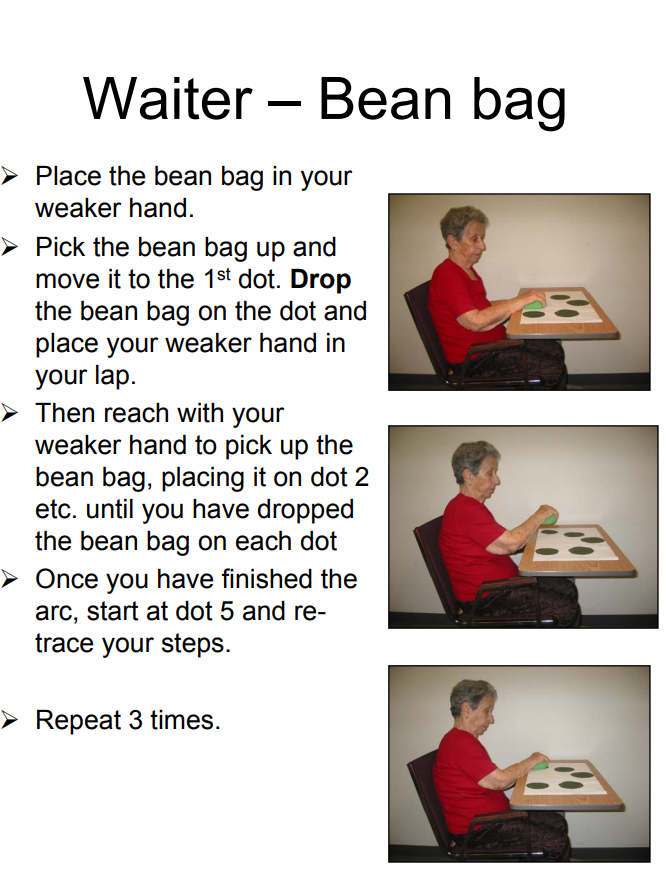 Waiter – Bean bag
➢ Place the bean bag in your
weaker hand.
➢ Pick the bean bag up and
move it to the 1st dot. Drop
the bean bag on the dot and
place your weaker hand in
your lap.
➢ Then reach with your
weaker hand to pick up the
bean bag, placing it on dot 2
etc. until you have dropped
the bean bag on each dot
➢ Once you have finished the
arc, start at dot 5 and re-
trace your steps.
➢ Repeat 3 times.